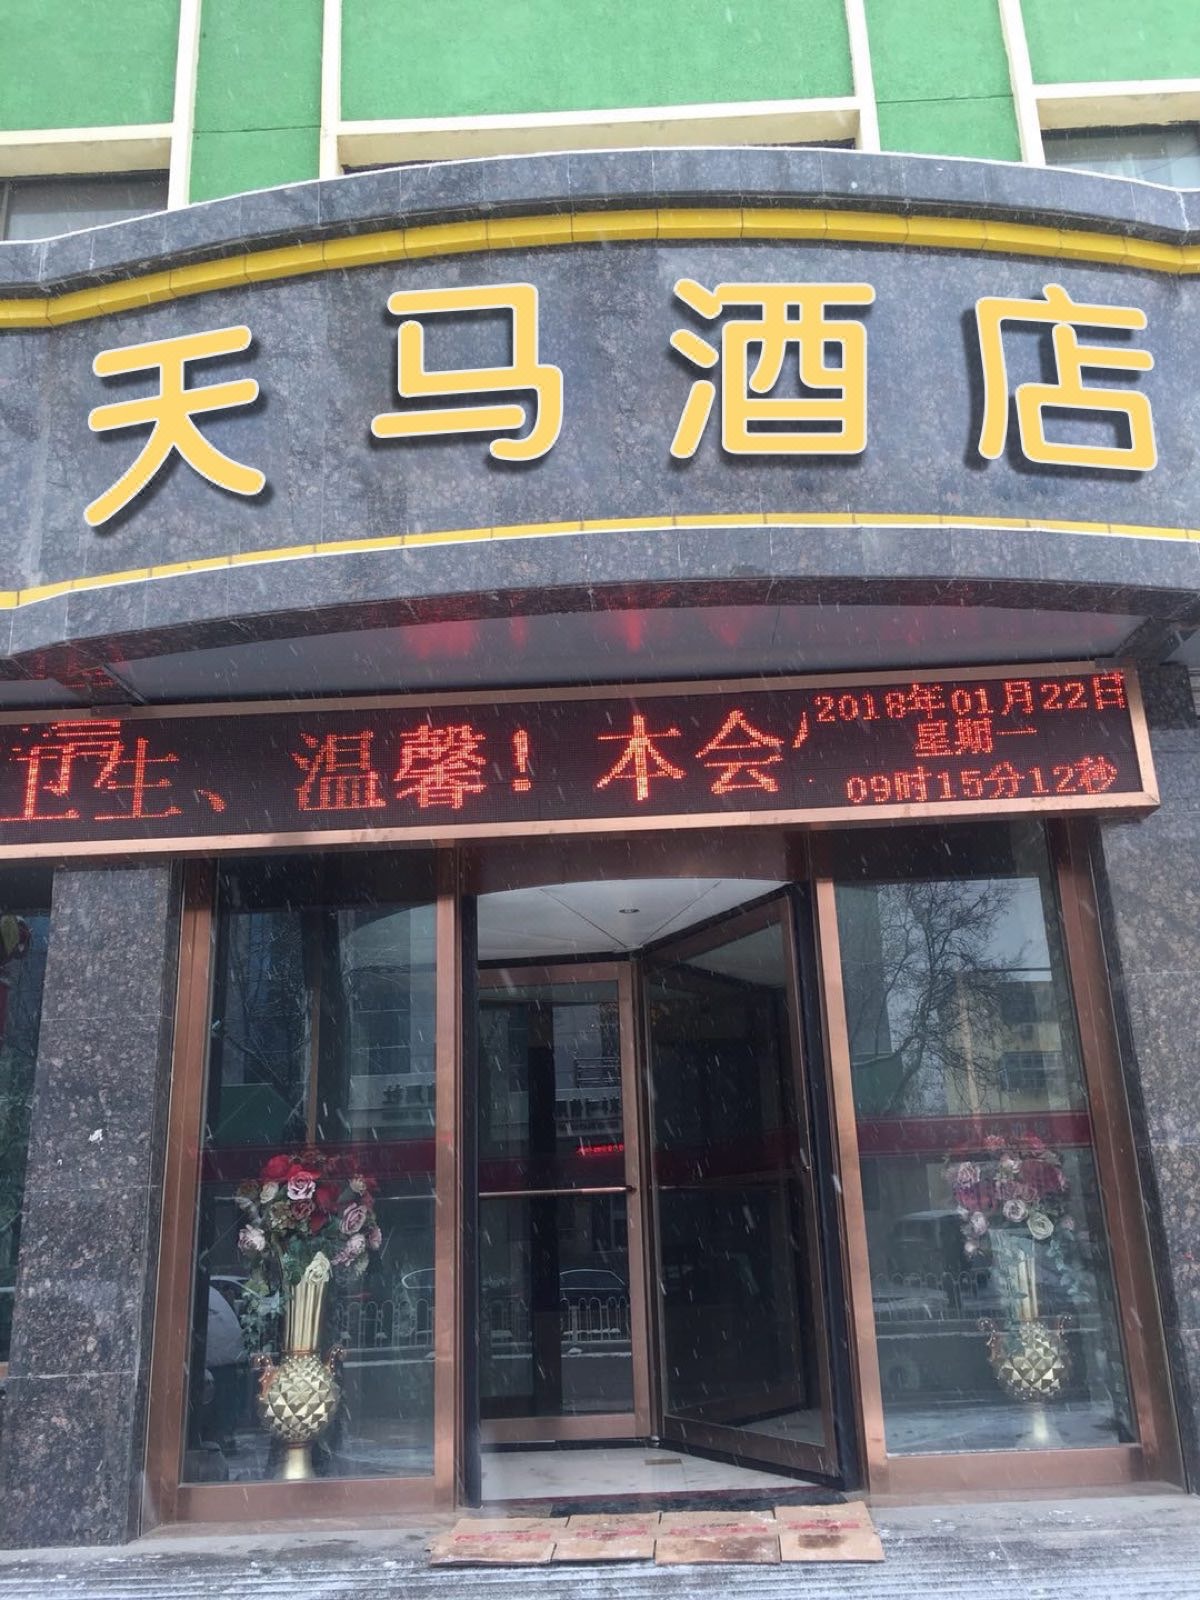 天马酒店
卫生、温馨！本会
2018年01月22日
星期一
09时15分12秒